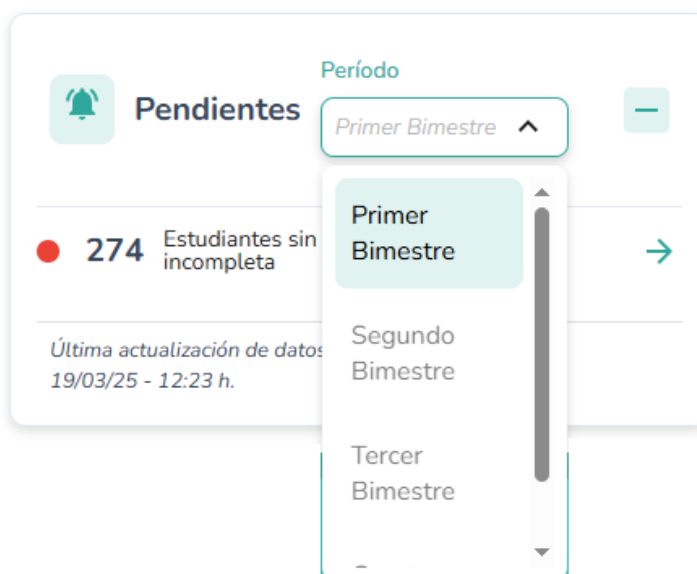 Período
Pendientes
Primer Bimestre
Primer
Bimestre
274
Estudiantes sin
incompleta
Segundo
Bimestre
Última actualización de datos
19/03/25 - 12:23 h.
Tercer
Bimestre